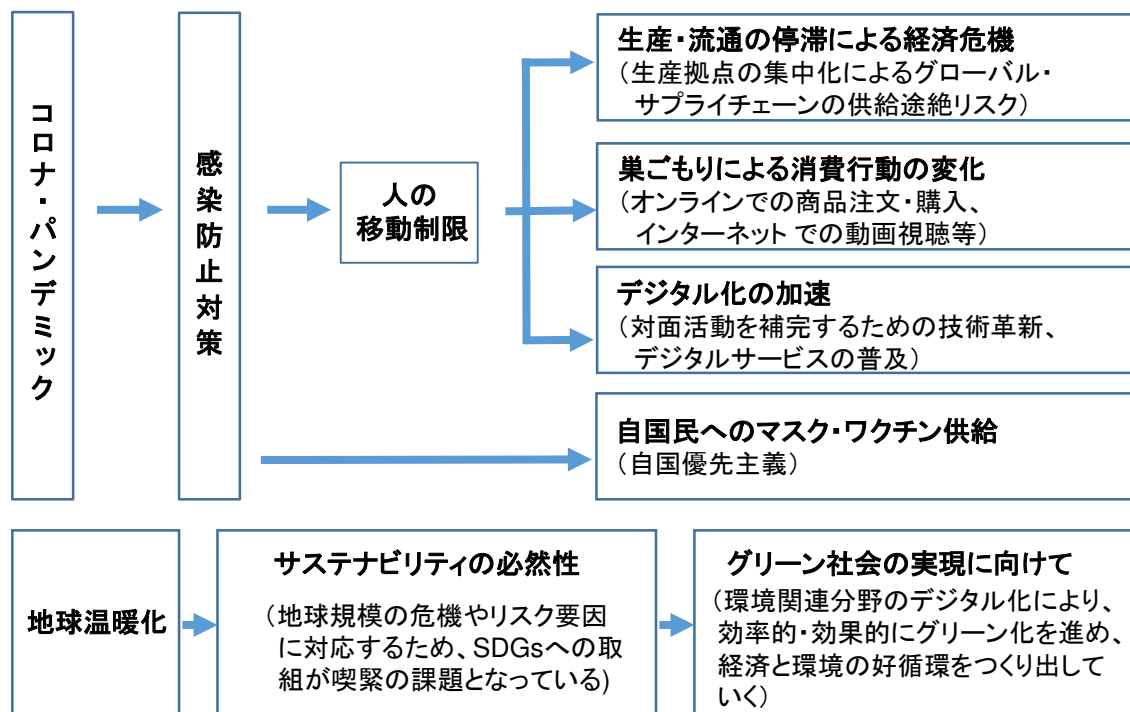 コロナ・パンデミック
感染防止対策
人の
移動制限
生産・流通の停滞による経済危機
（生産拠点の集中化によるグローバル・
サプライチェーンの供給途絶リスク）
巣ごもりによる消費行動の変化
（オンラインでの商品注文・購入、
インターネット での動画視聴等）
デジタル化の加速
（対面活動を補完するための技術革新、
デジタルサービスの普及）
自国民へのマスク・ワクチン供給
（自国優先主義）
地球温暖化
サステナビリティの必然性
（地球規模の危機やリスク要因
に対応するため、SDGsへの取
組が喫緊の課題となっている)
グリーン社会の実現に向けて
（環境関連分野のデジタル化により、
効率的・効果的にグリーン化を進め、
経済と環境の好循環をつくり出して
いく）